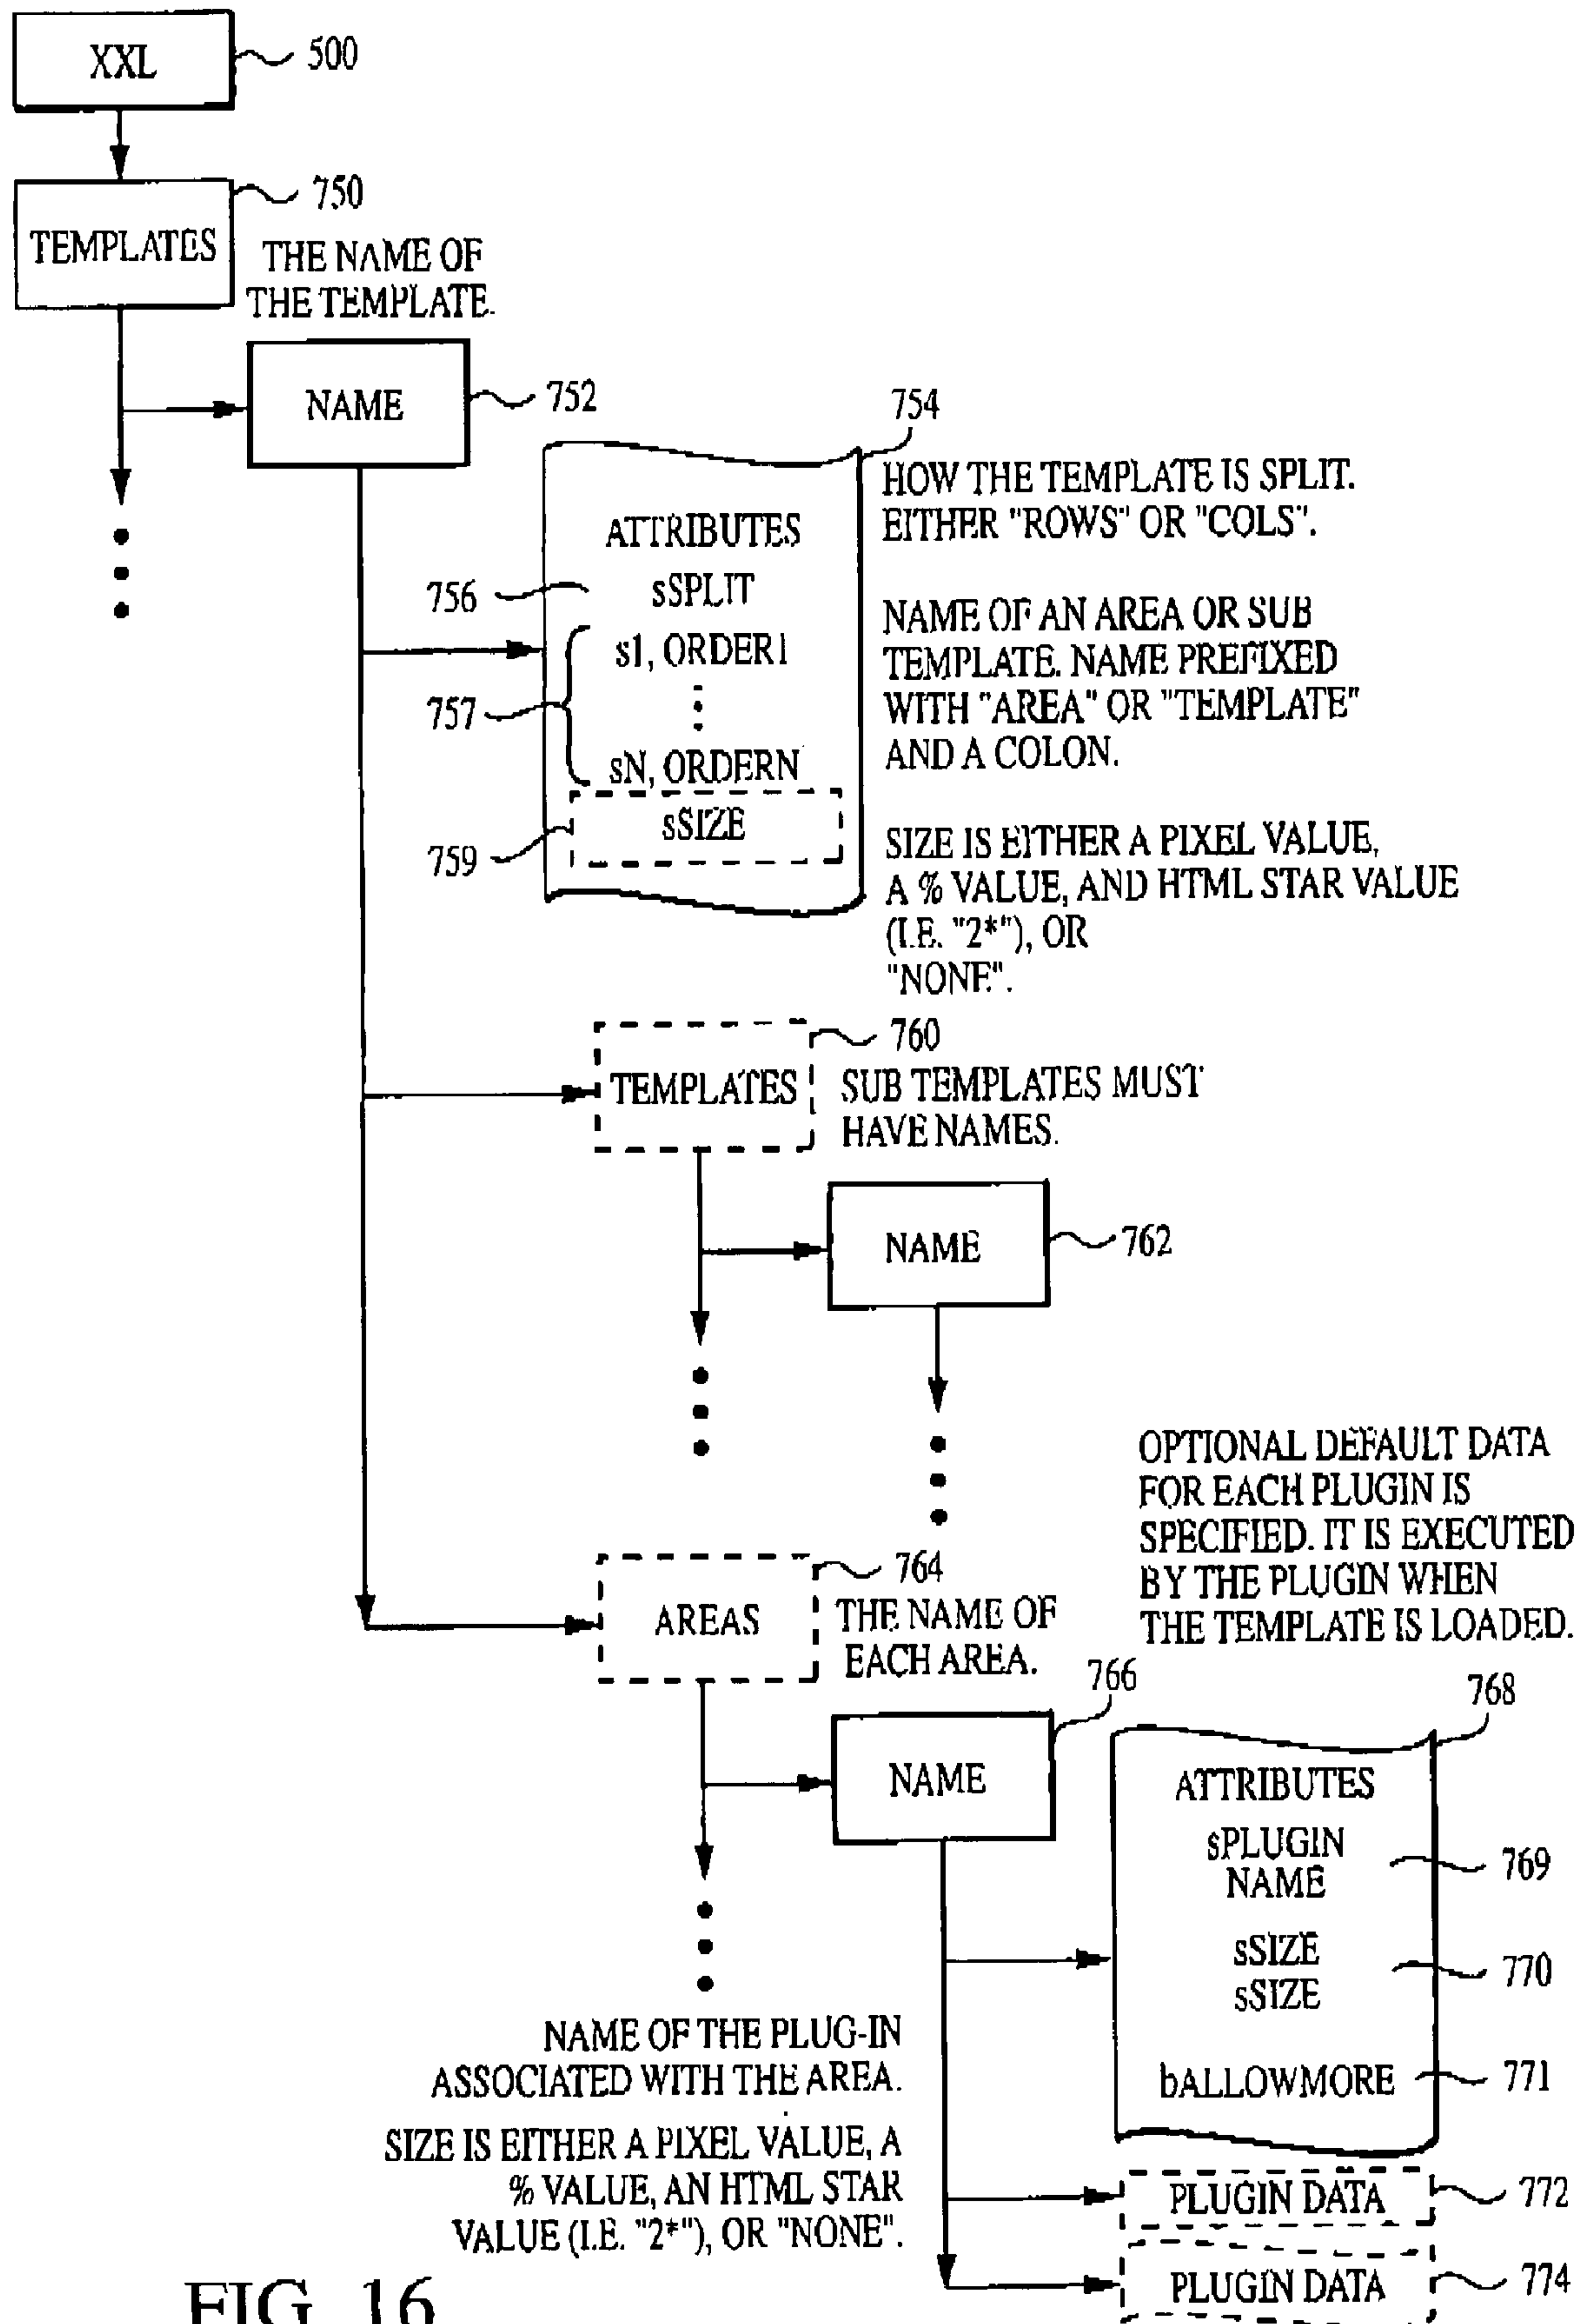 XXL
500
750
TEMPLATES
THE NAME OF
THE TEMPLATE.
NAME
752
754
HOW THE TEMPLATE IS SPLIT.
EITHER "ROWS" OR "COLS".
ATTRIBUTES
756
sSPLIT
s1, ORDER1
757
sN, ORDERN
NAME OF AN AREA OR SUB
TEMPLATE. NAME PREFIXED
WITH "AREA" OR "TEMPLATE"
AND A COLON.
sSIZE
759
SIZE IS EITHER A PIXEL VALUE,
A % VALUE, AND HTML STAR VALUE
(I.E. "2*"), OR
"NONE".
760
TEMPLATES
SUB TEMPLATES MUST
HAVE NAMES.
NAME
762
OPTIONAL DEFAULT DATA
FOR EACH PLUGIN IS
SPECIFIED. IT IS EXECUTED
BY THE PLUGIN WHEN
THE TEMPLATE IS LOADED.
764
AREAS
THE NAME OF
EACH AREA.
766
768
NAME
ATTRIBUTES
sPLUGIN
NAME
769
sSIZE
sSIZE
770
bALLOWMORE
771
NAME OF THE PLUG-IN
ASSOCIATED WITH THE AREA.
SIZE IS EITHER A PIXEL VALUE, A
% VALUE, AN HTML STAR
VALUE (I.E. "2*"), OR "NONE".
PLUGIN DATA
772
PLUGIN DATA
774
FIG. 16